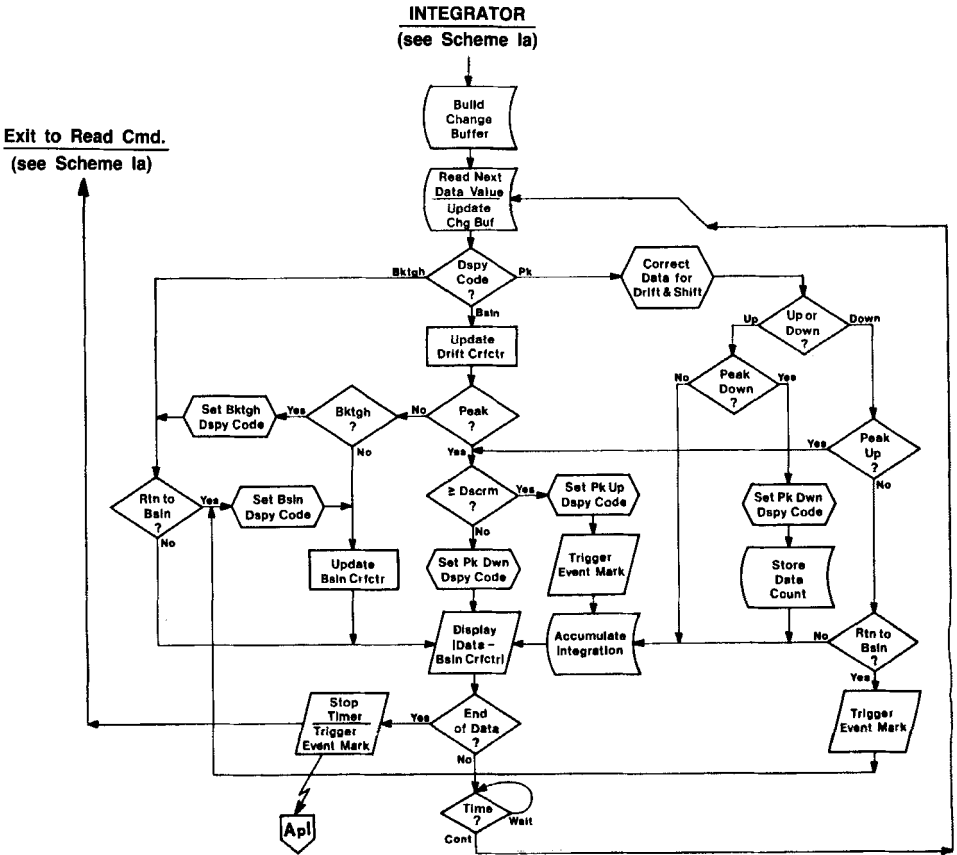 INTEGRATOR
(see Scheme Ia)
Build
Change
Buffer
Exit to Read Cmd.
(see Scheme Ia)
Read Next
Data Value
Update
Chg Buf
Bktgh
Dspy
Code
?
Pk
Bsln
Correct
Data for
Drift & Shift
Update
Drift Crfctr
Up
Up or
Down
?
Down
No
Peak
Down
?
Yes
Set Bktgh
Dspy Code
Yes
Bktgh
?
No
No
Peak
?
Yes
Yes
Peak
Up
?
No
Rtn to
Bsln
?
Yes
No
Set Bsln
Dspy Code
≥ Dscrm
?
Yes
No
Set Pk Up
Dspy Code
Set Pk Dwn
Dspy Code
Update
Bsln Crfctr
Set Pk Dwn
Dspy Code
Trigger
Event Mark
Store
Data
Count
Display
|Data –
Bsln Crfctr|
Accumulate
Integration
No
Rtn to
Bsln
?
Yes
Stop
Timer
Trigger
Event Mark
Yes
End
of Data
?
No
Trigger
Event Mark
Apl
Time
?
Wait
Cont